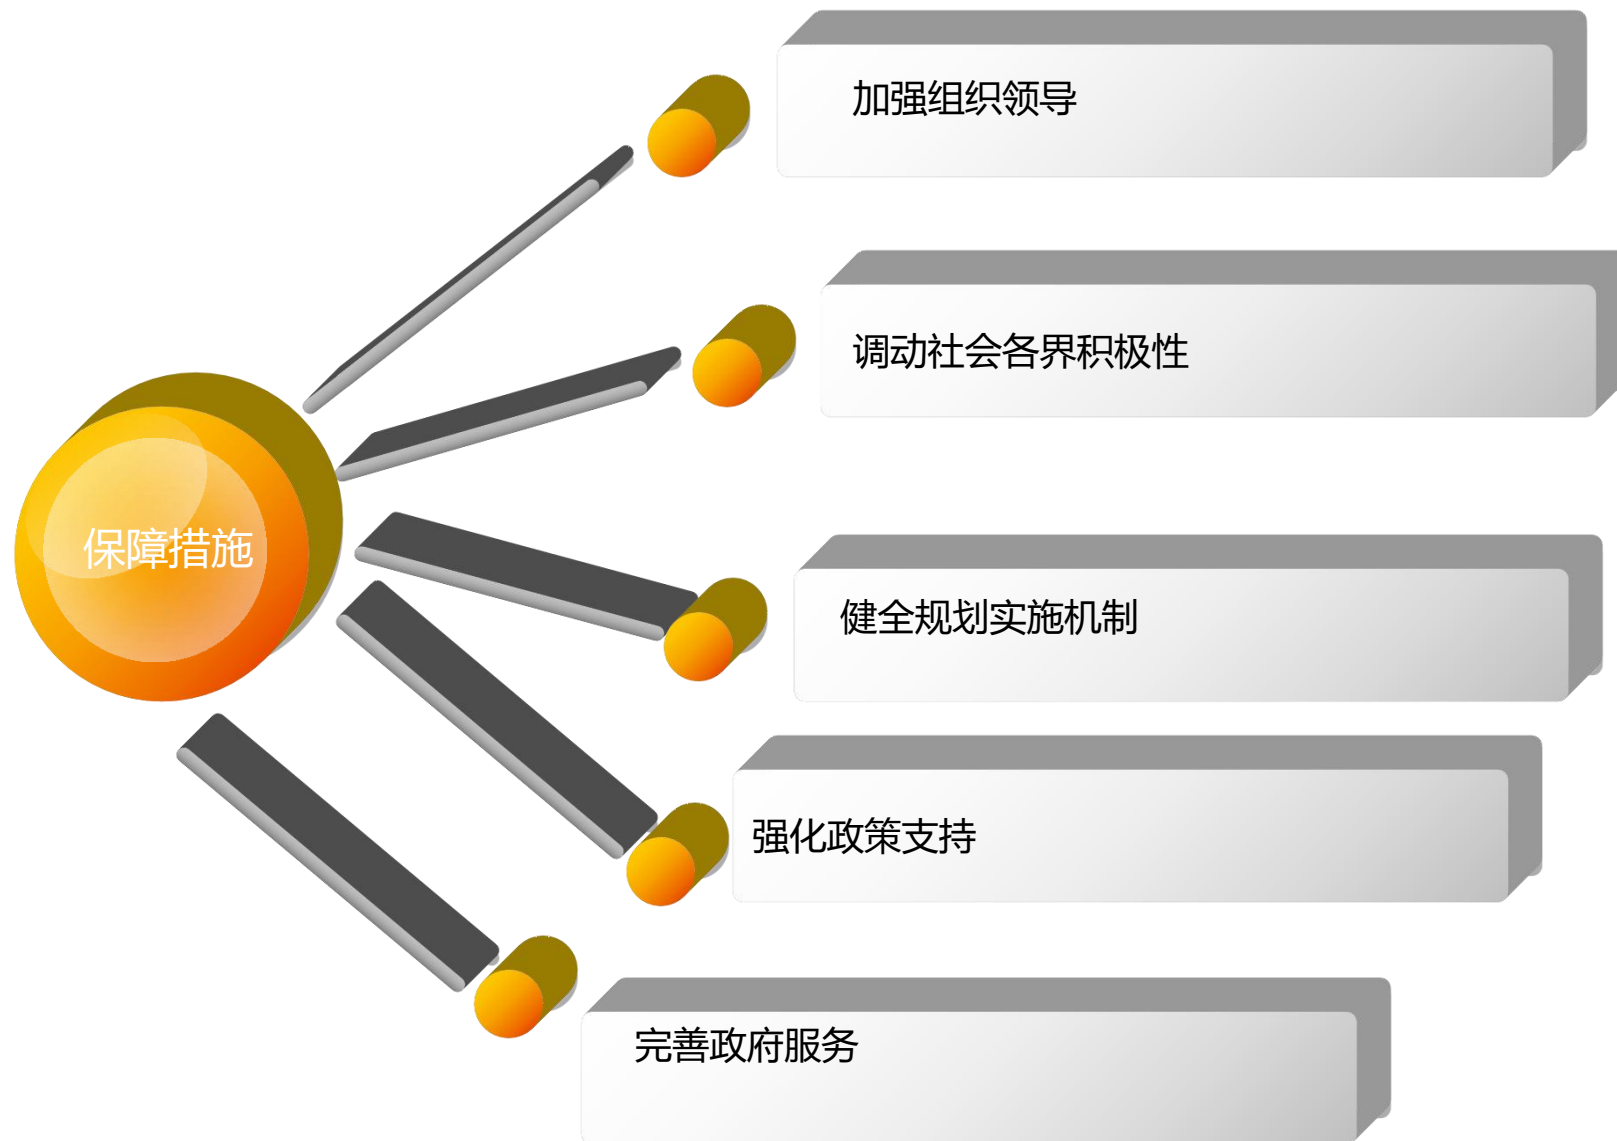 加强组织领导
调动社会各界积极性
保障措施
健全规划实施机制
强化政策支持
完善政府服务